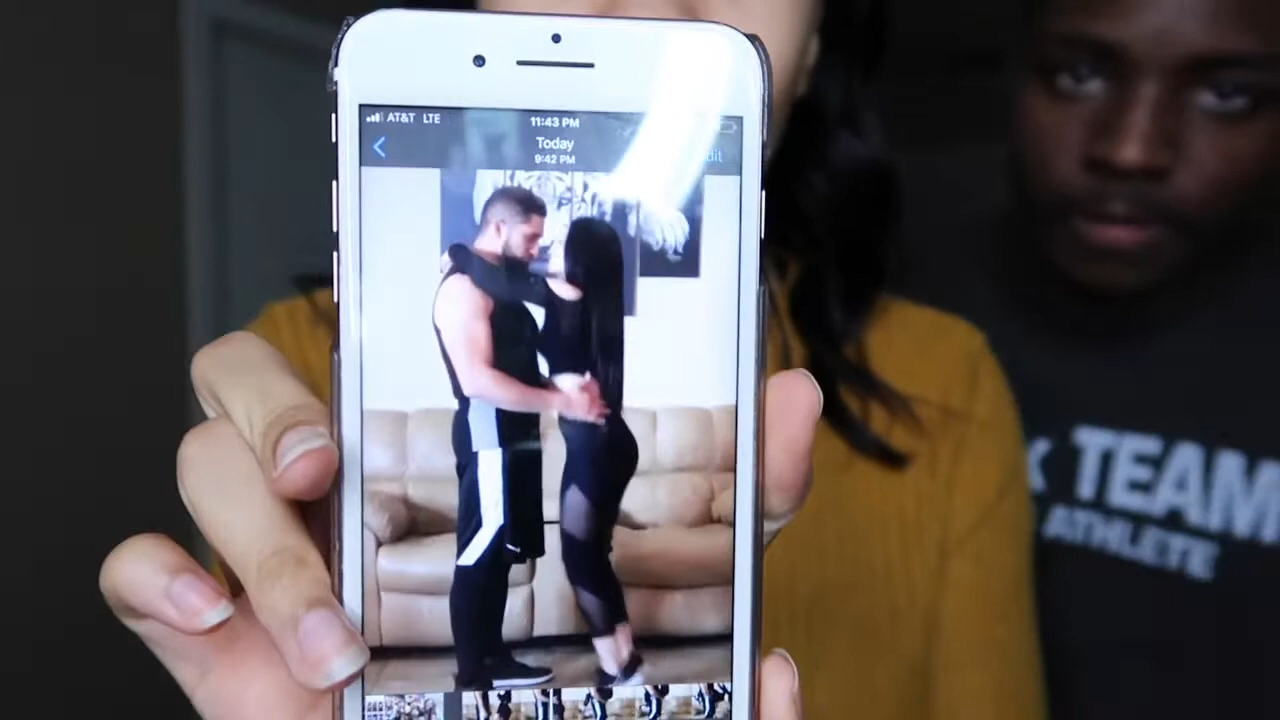 AT&T LTE
11:43 PM
Today
9:42 PM
TEAM
ATHLETE